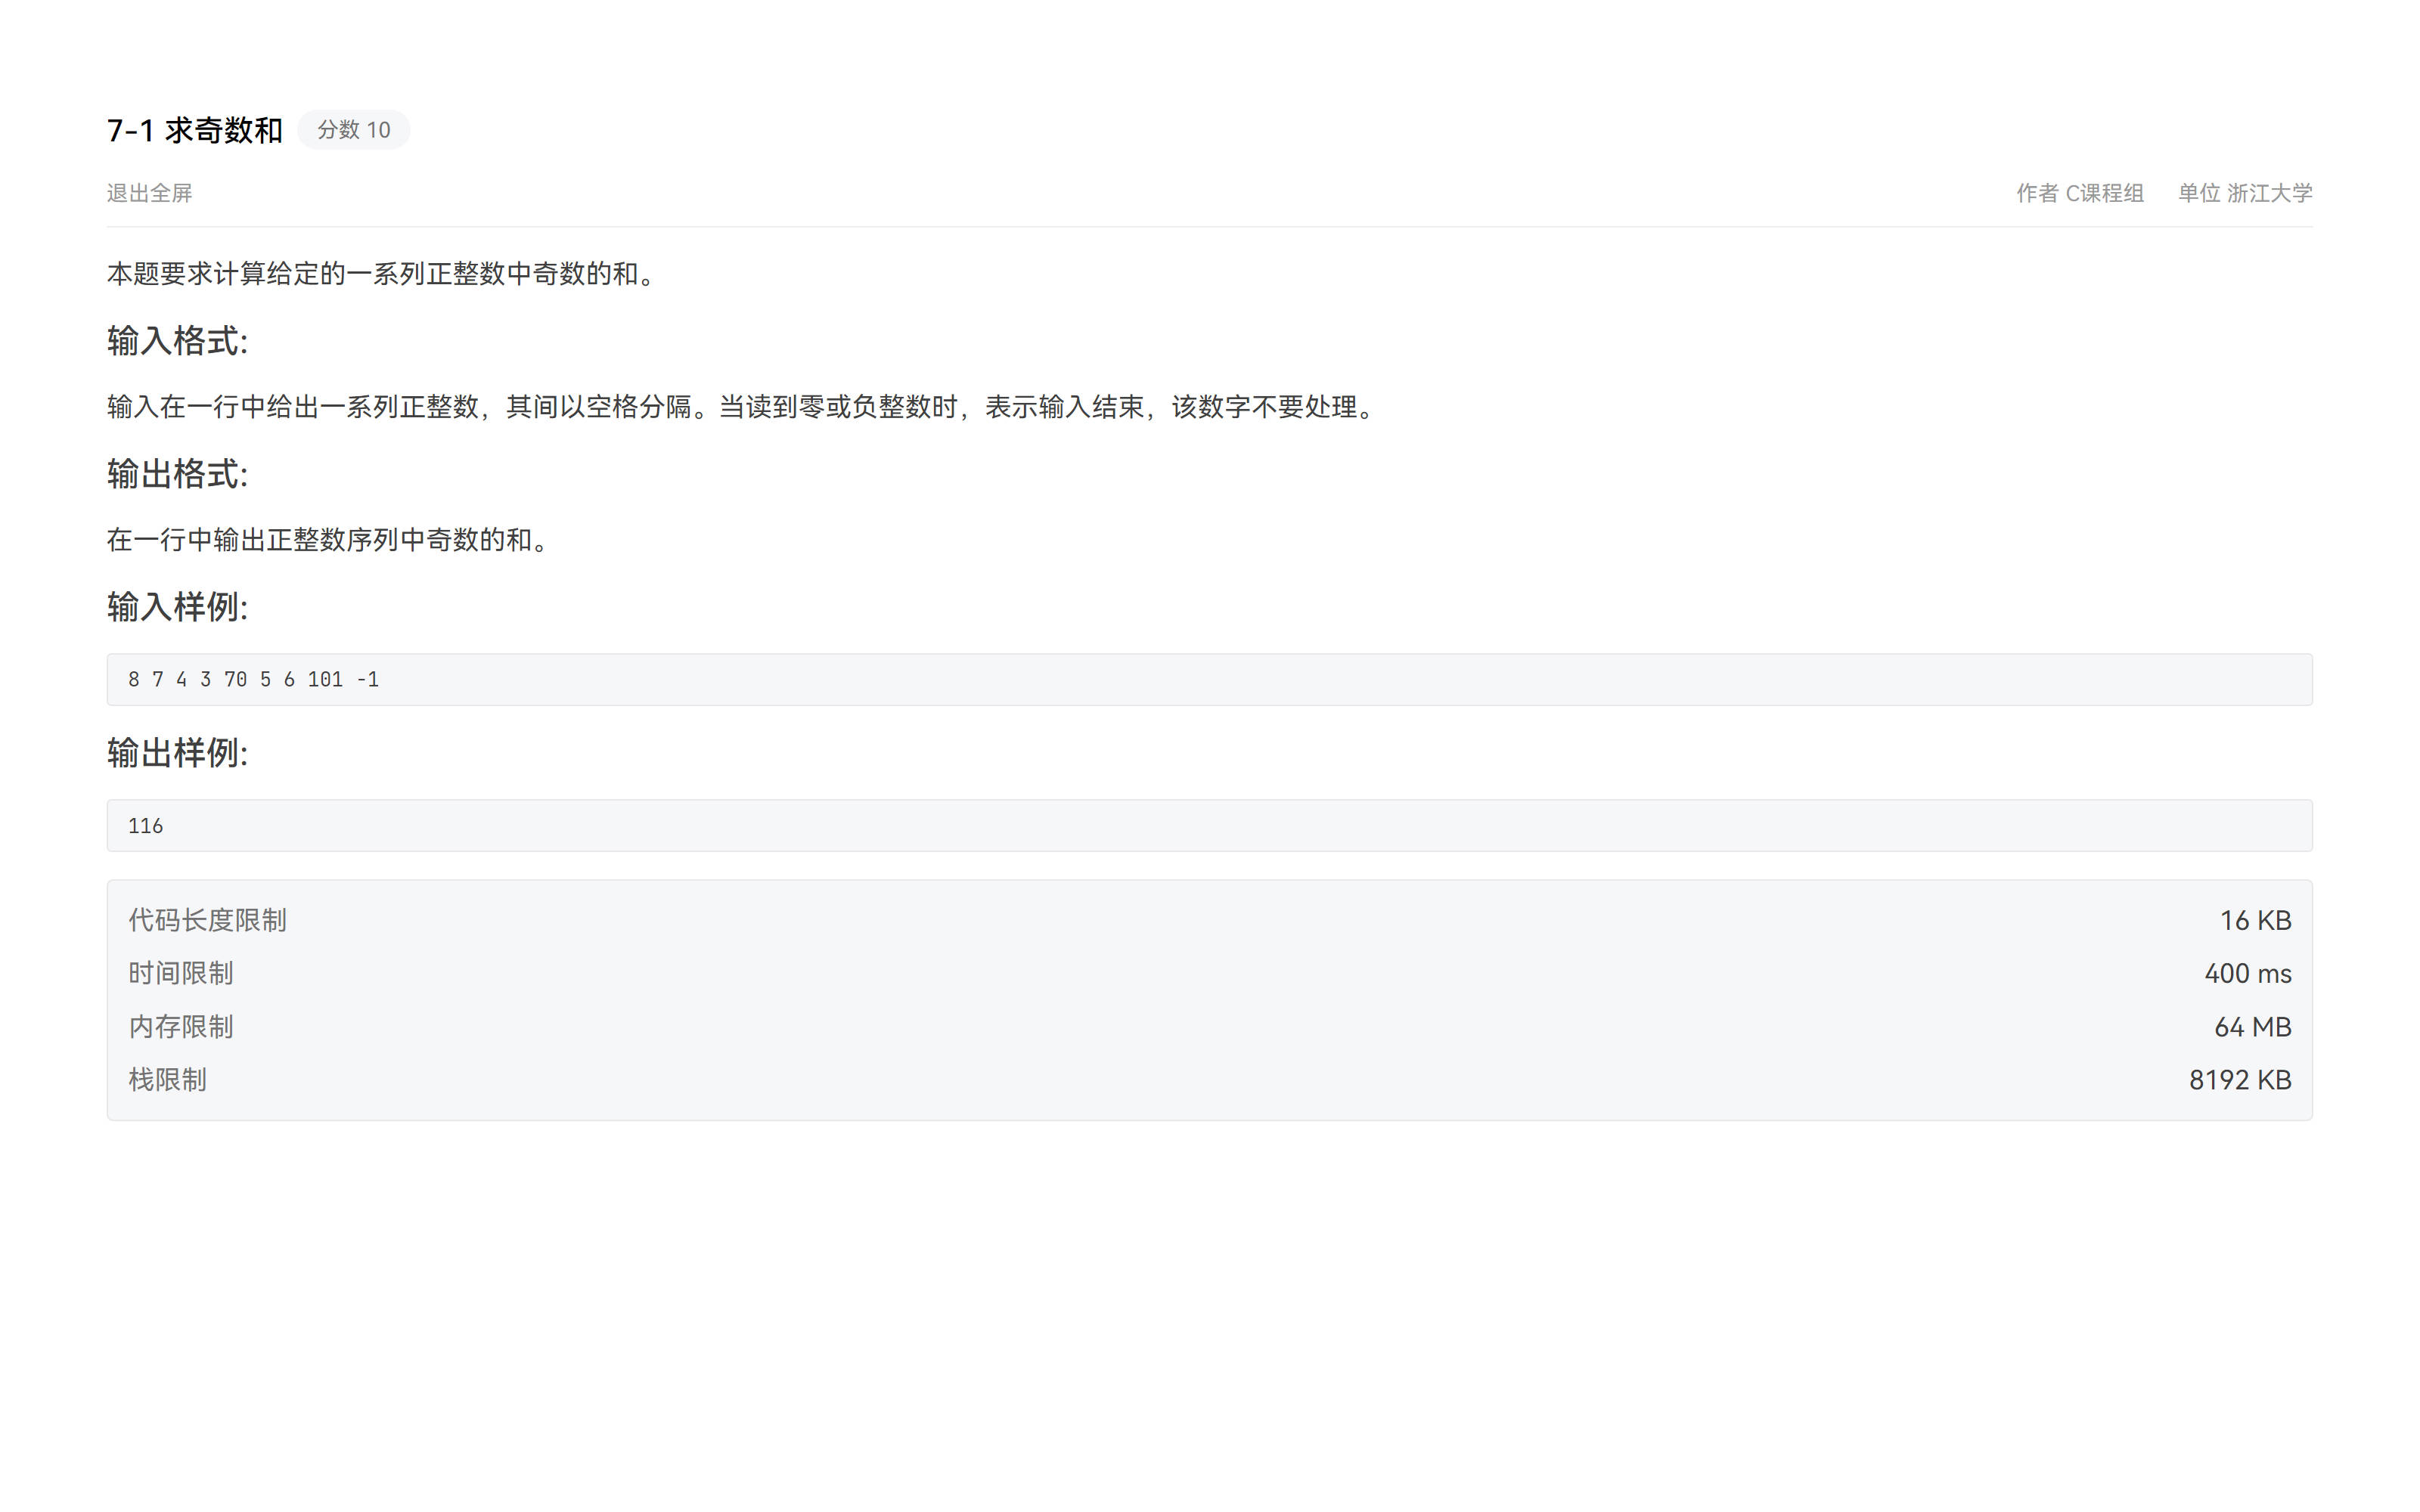 7-1 求奇数和 分数 10
退出全屏 作者 C课程组 单位 浙江大学
本题要求计算给定的一系列正整数中奇数的和。
输入格式:
输入在一行中给出一系列正整数，其间以空格分隔。当读到零或负整数时，表示输入结束，该数字不要处理。
输出格式:
在一行中输出正整数序列中奇数的和。
输入样例:
8 7 4 3 70 5 6 101 -1
输出样例:
116
代码长度限制 16 KB
时间限制 400 ms
内存限制 64 MB
栈限制 8192 KB